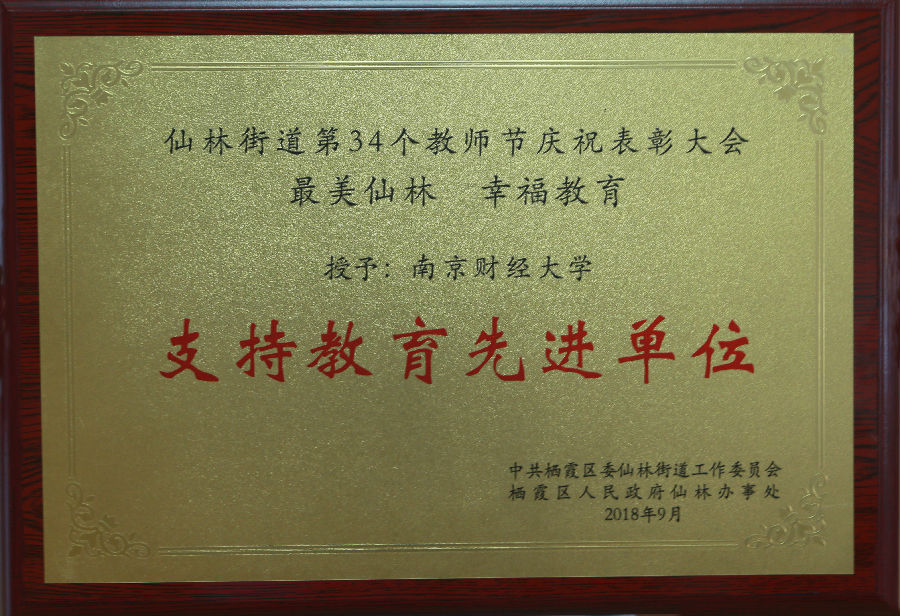 仙林街道第34个教师节庆祝表彰大会
最美仙林 幸福教育
授予：南京财经大学
支持教育先进单位
中共栖霞区委仙林街道工作委员会
栖霞区人民政府仙林办事处
2018年9月